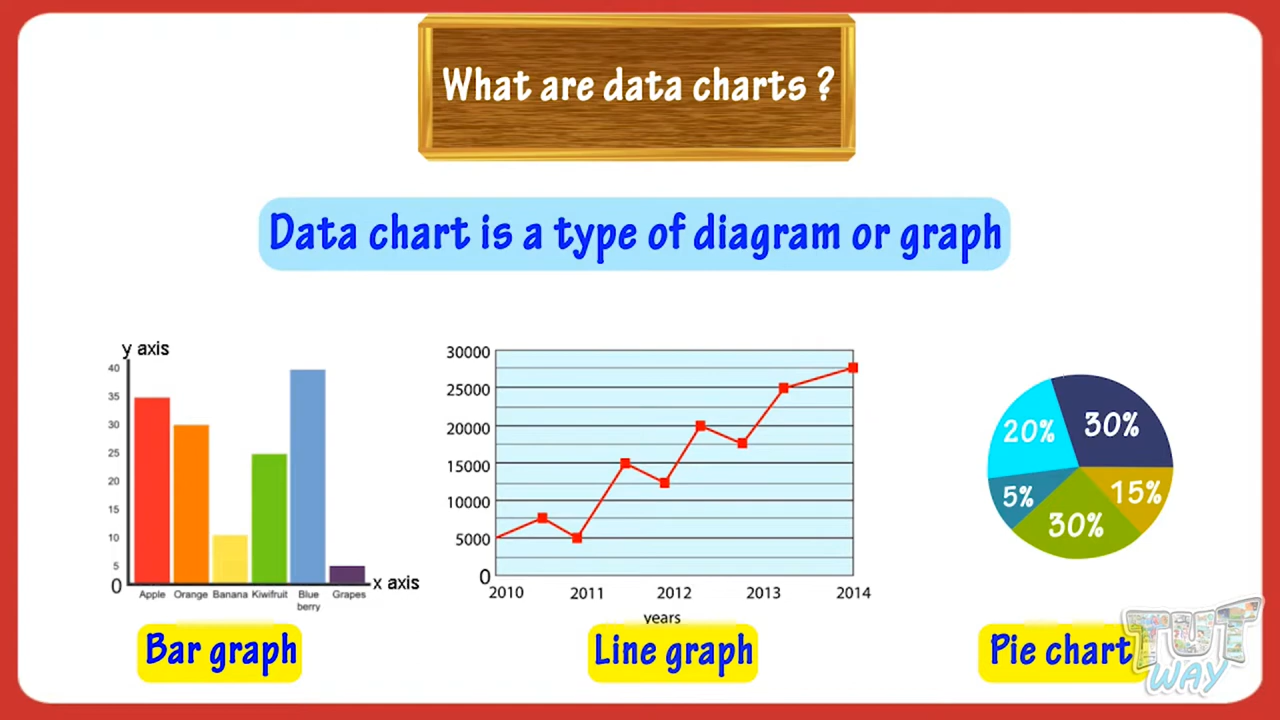 What are data charts ?
Data chart is a type of diagram or graph
y axis
40
35
30
25
20
15
10
5
0
x axis
Apple Orange Banana Kiwifruit Blue berry Grapes
Bar graph
30000
25000
20000
15000
10000
5000
0
2010 2011 2012 2013 2014
years
Line graph
20% 30%
5% 15%
30%
Pie chart
TUT
WAY